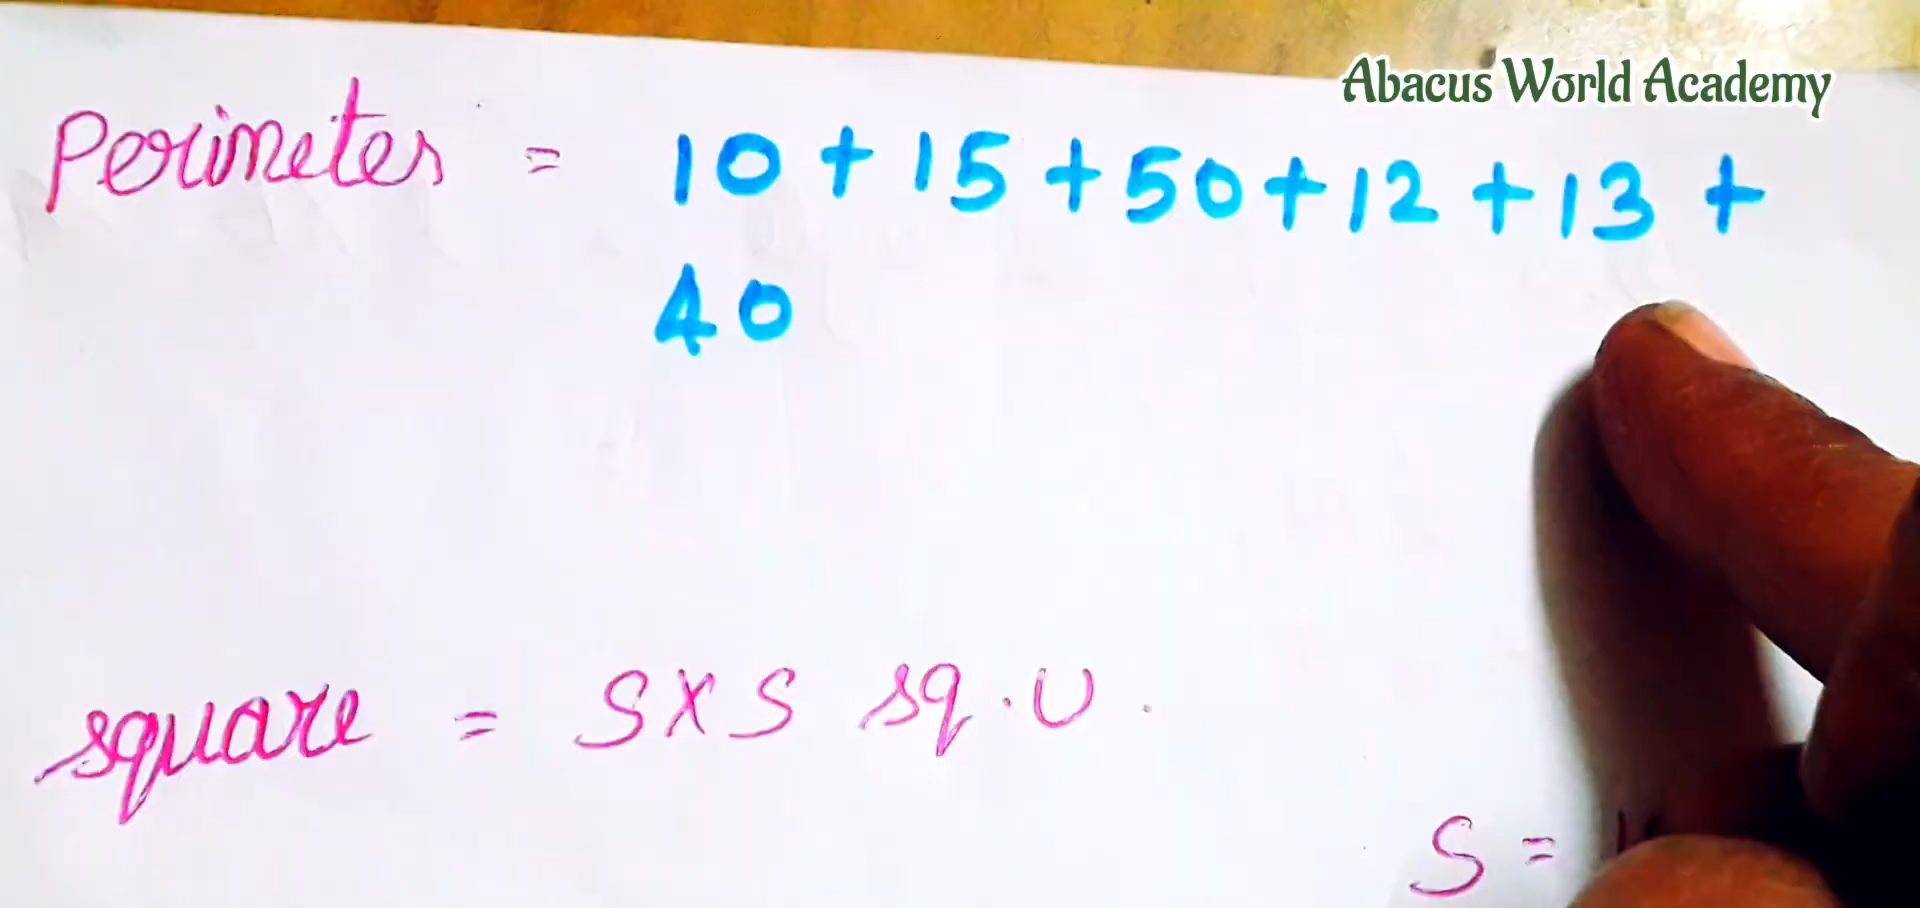 Abacus World Academy
Perimeter = 10 + 15 + 50 + 12 + 13 +
40
square = S X S sq. U.
S =